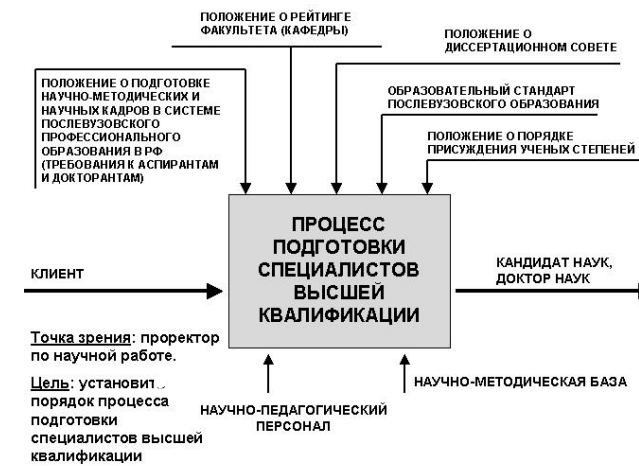 ПОЛОЖЕНИЕ О РЕЙТИНГЕ
ФАКУЛЬТЕТА (КАФЕДРЫ)
ПОЛОЖЕНИЕ О
ДИССЕРТАЦИОННОМ СОВЕТЕ
ПОЛОЖЕНИЕ О ПОДГОТОВКЕ
НАУЧНО-МЕТОДИЧЕСКИХ И
НАУЧНЫХ КАДРОВ В СИСТЕМЕ
ПОСЛЕВУЗОВСКОГО
ПРОФЕССИОНАЛЬНОГО
ОБРАЗОВАНИЯ В РФ
(ТРЕБОВАНИЯ К АСПИРАНТАМ
И ДОКТОРАНТАМ)
ОБРАЗОВАТЕЛЬНЫЙ СТАНДАРТ
ПОСЛЕВУЗОВСКОГО ОБРАЗОВАНИЯ
ПОЛОЖЕНИЕ О ПОРЯДКЕ
ПРИСУЖДЕНИЯ УЧЕНЫХ СТЕПЕНЕЙ
ПРОЦЕСС
ПОДГОТОВКИ
СПЕЦИАЛИСТОВ
ВЫСШЕЙ
КВАЛИФИКАЦИИ
КЛИЕНТ
КАНДИДАТ НАУК,
ДОКТОР НАУК
Точка зрения: проректор
по научной работе.
Цель:
порядок процесса
подготовки
специалистов высшей
квалификации
НАУЧНО-ПЕДАГОГИЧЕСКИЙ
ПЕРСОНАЛ
НАУЧНО-МЕТОДИЧЕСКАЯ БАЗА